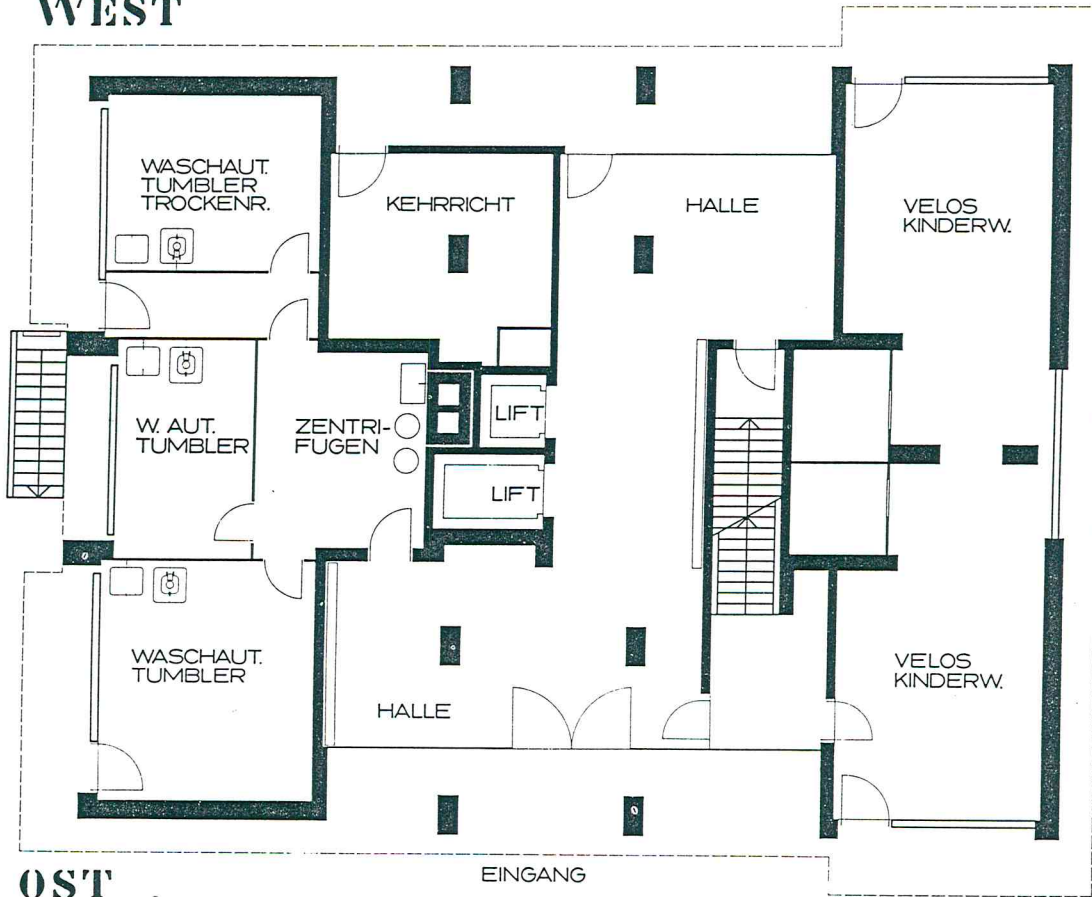 WEST
WASCHAUT.
TUMBLER
TROCKENR.
KEHRRICHT
HALLE
VELOS
KINDERW.
W. AUT.
TUMBLER
ZENTRI-
FUGEN
LIFT
LIFT
WASCHAUT.
TUMBLER
HALLE
VELOS
KINDERW.
EINGANG
OST